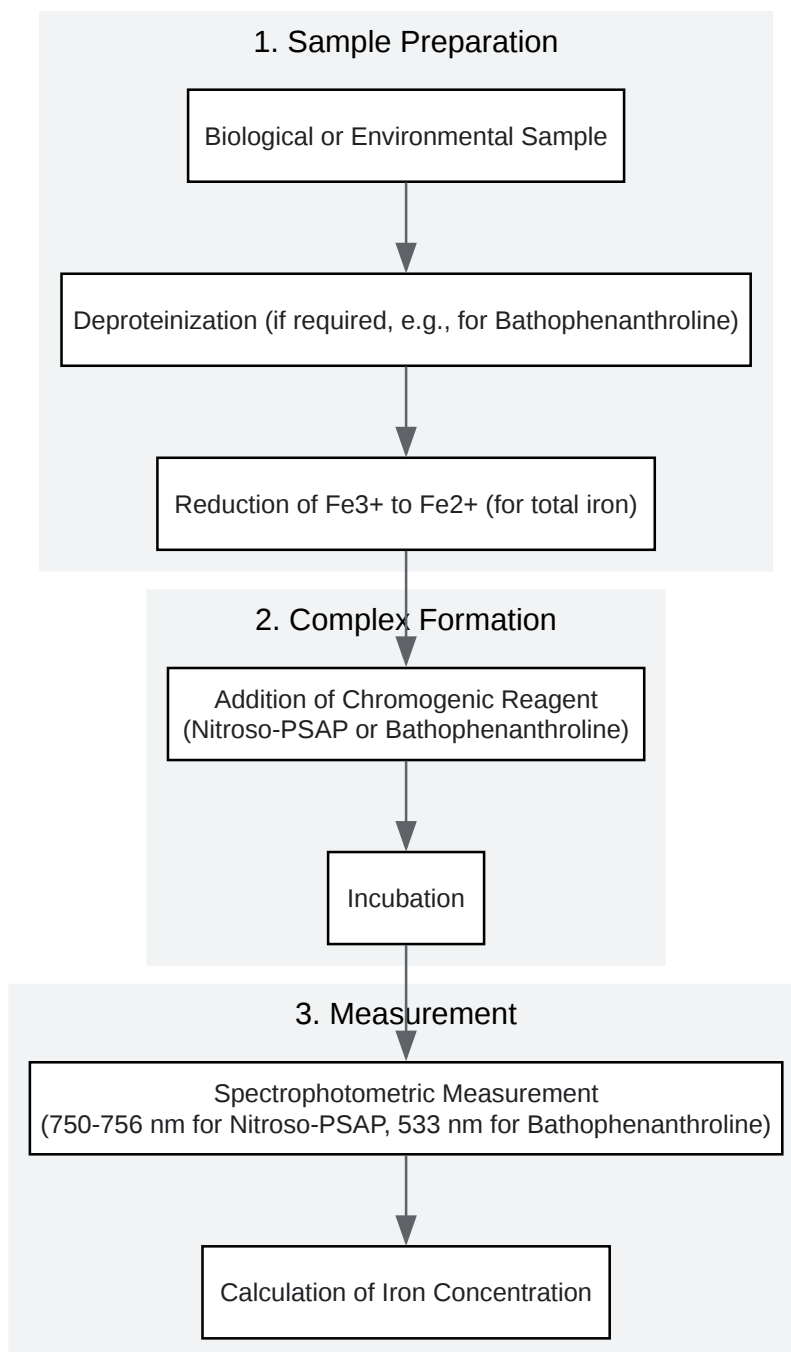 1. Sample Preparation
Biological or Environmental Sample
Deproteinization (if required, e.g., for Bathophenanthroline)
Reduction of Fe3+ to Fe2+ (for total iron)
2. Complex Formation
Addition of Chromogenic Reagent
(Nitroso-PSAP or Bathophenanthroline)
Incubation
3. Measurement
Spectrophotometric Measurement
(750-756 nm for Nitroso-PSAP, 533 nm for Bathophenanthroline)
Calculation of Iron Concentration